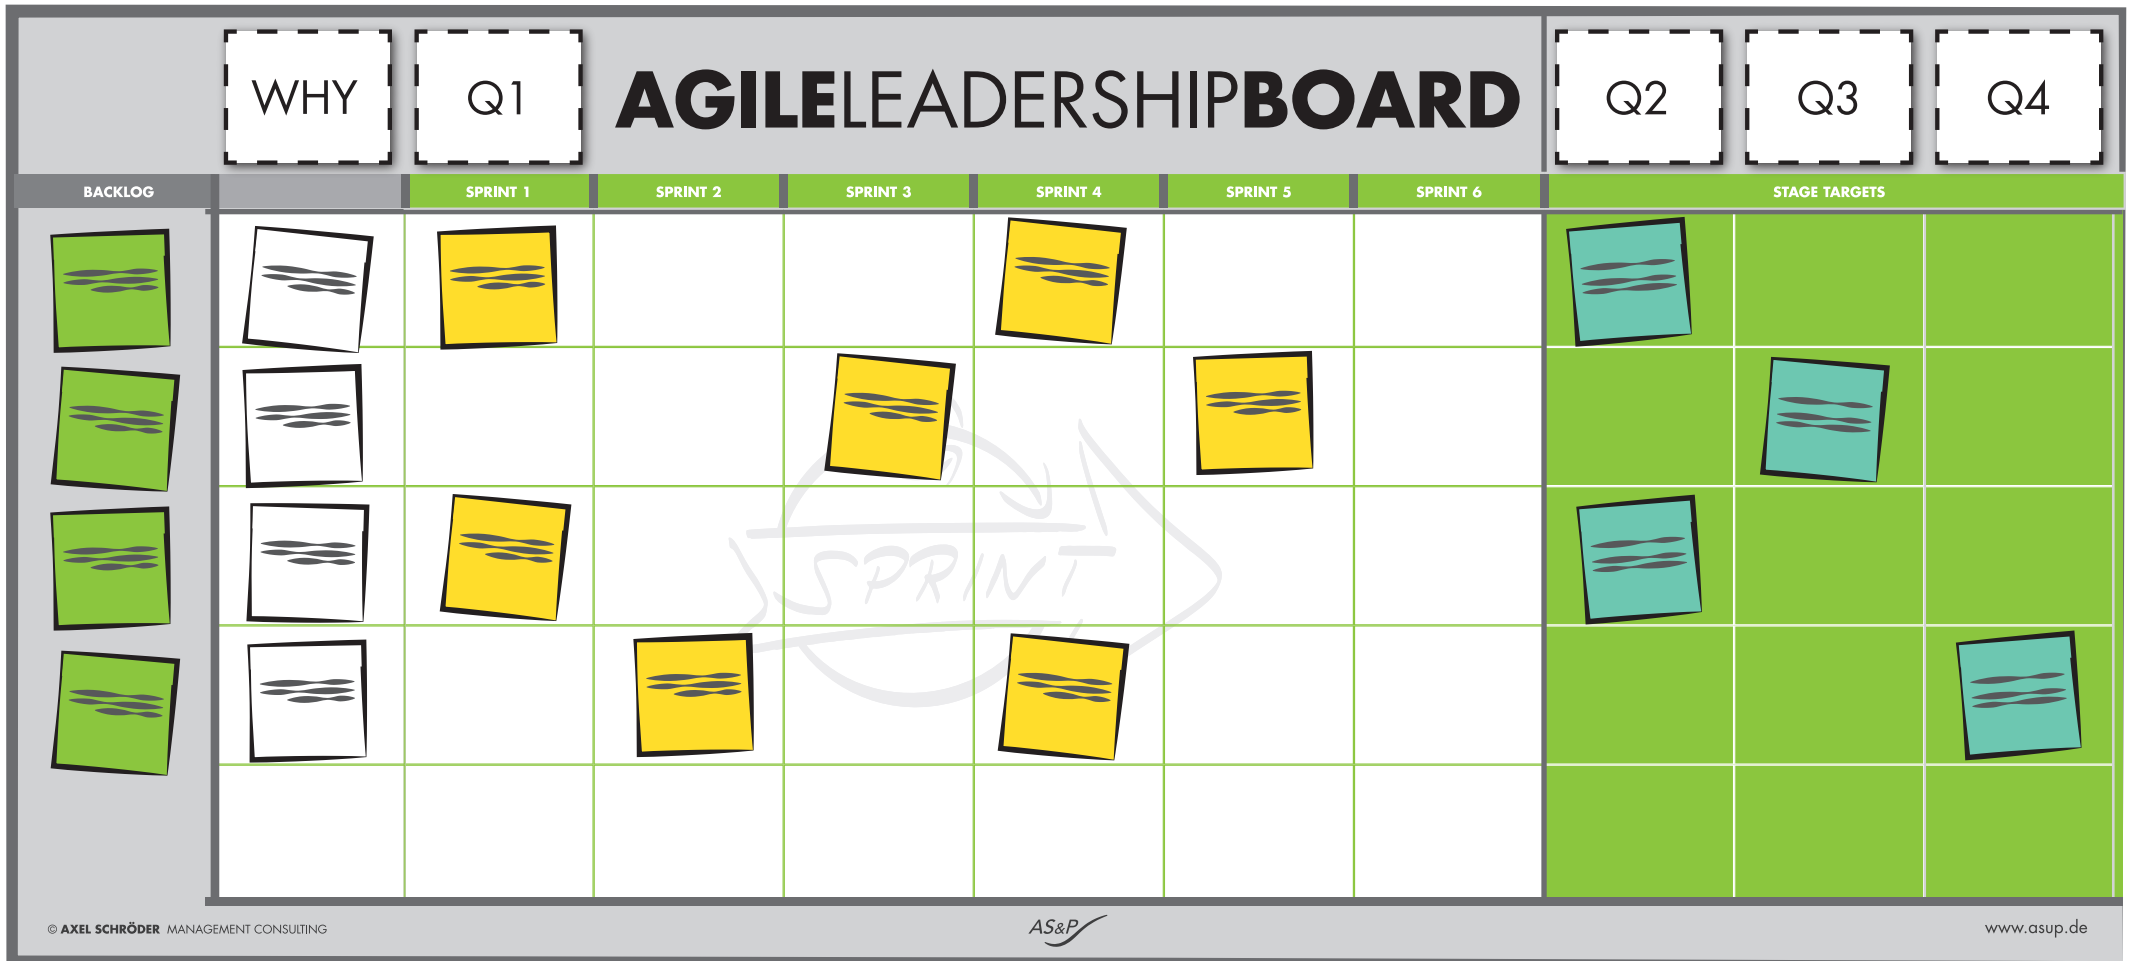 WHY
Q1
AGILELEADERSHIPBOARD
Q2
Q3
Q4
BACKLOG
SPRINT 1
SPRINT 2
SPRINT 3
SPRINT 4
SPRINT 5
SPRINT 6
STAGE TARGETS
SPRINT
© AXEL SCHRÖDER MANAGEMENT CONSULTING
AS&P
www.asup.de